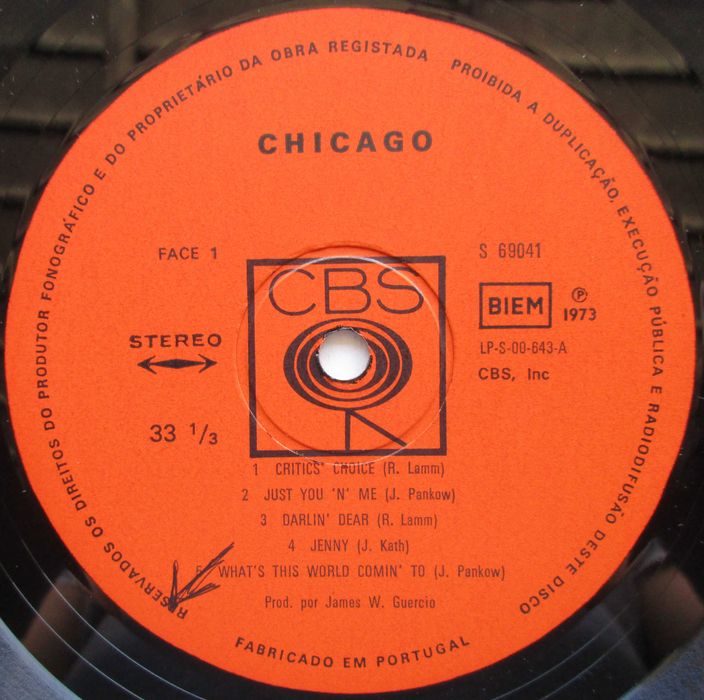 RESERVADOS OS DIREITOS DO PRODUTOR FONOGRÁFICO E DO PROPRIETÁRIO DA OBRA REGISTADA PROIBIDA A DUPLICAÇÃO, EXECUÇÃO PÚBLICA E RADIODIFUSÃO DESTE DISCO
CHICAGO
FACE 1
S 69041
CBS
BIEM
℗ 1973
STEREO
LP-S-00-643-A
CBS, Inc
33 1/3
1 CRITICS' CHOICE (R. Lamm)
2 JUST YOU 'N' ME (J. Pankow)
3 DARLIN' DEAR (R. Lamm)
4 JENNY (J. Kath)
5 WHAT'S THIS WORLD COMIN' TO (J. Pankow)
Prod. por James W. Guercio
FABRICADO EM PORTUGAL